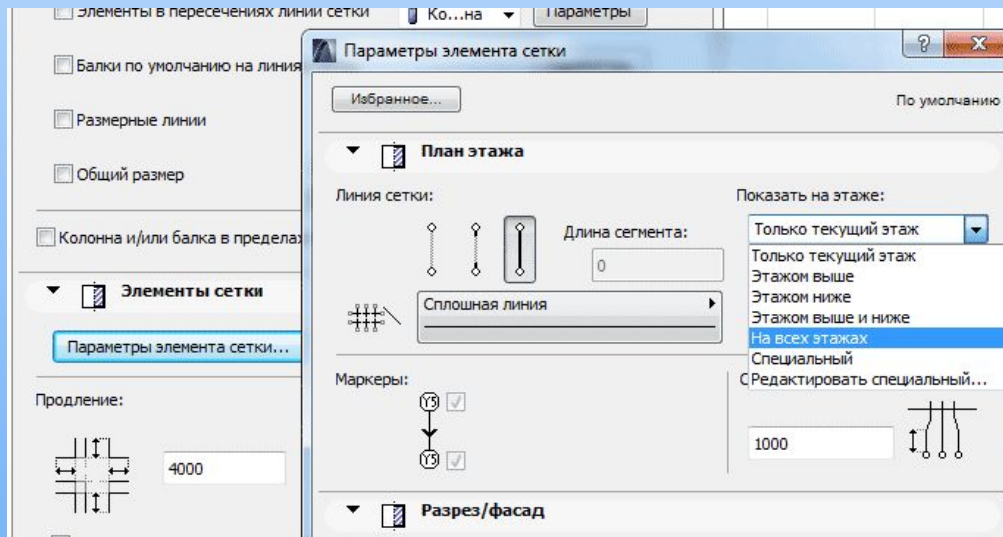 Элементы в пересечениях линии сетки
Ко...на
Параметры
Балки по умолчанию на линия
Размерные линии
Общий размер
Колонна и/или балка в предела
Элементы сетки
Параметры элемента сетки...
Продление:
4000
Параметры элемента сетки
Избранное...
По умолчанию
План этажа
Линия сетки:
Показать на этаже:
Длина сегмента:
0
Только текущий этаж
Только текущий этаж
Этажом выше
Этажом ниже
Этажом выше и ниже
На всех этажах
Специальный
Редактировать специальный...
Сплошная линия
Маркеры:
Y5
Y5
1000
Разрез/фасад